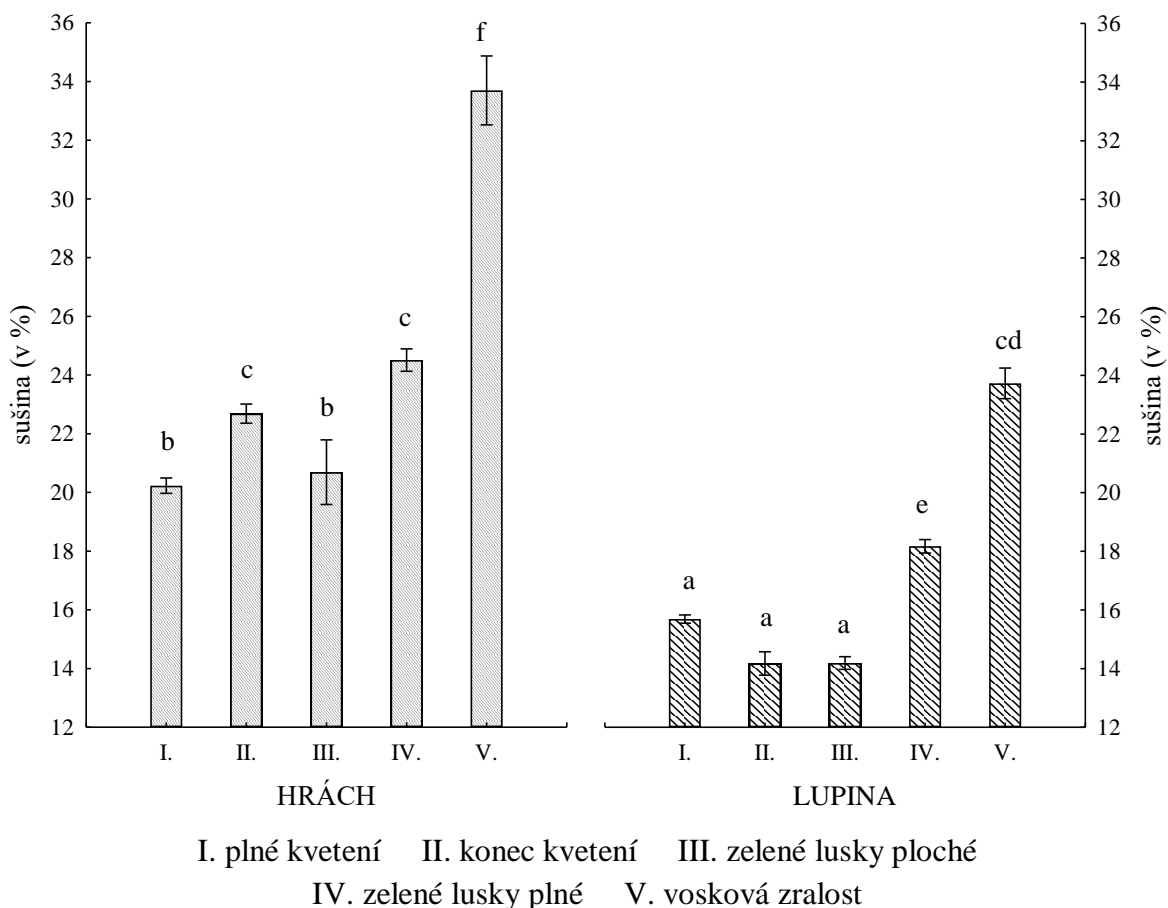 36
34
32
30
28
26
24
22
20
18
16
14
12
sušina (v %)
b
c
b
c
f
I.
II.
III.
IV.
V.
HRÁCH
a
a
a
e
cd
I.
II.
III.
IV.
V.
LUPINA
36
34
32
30
28
26
24
22
20
18
16
14
12
sušina (v %)
I. plné kvetení II. konec kvetení III. zelené lusky ploché
IV. zelené lusky plné V. vosková zralost